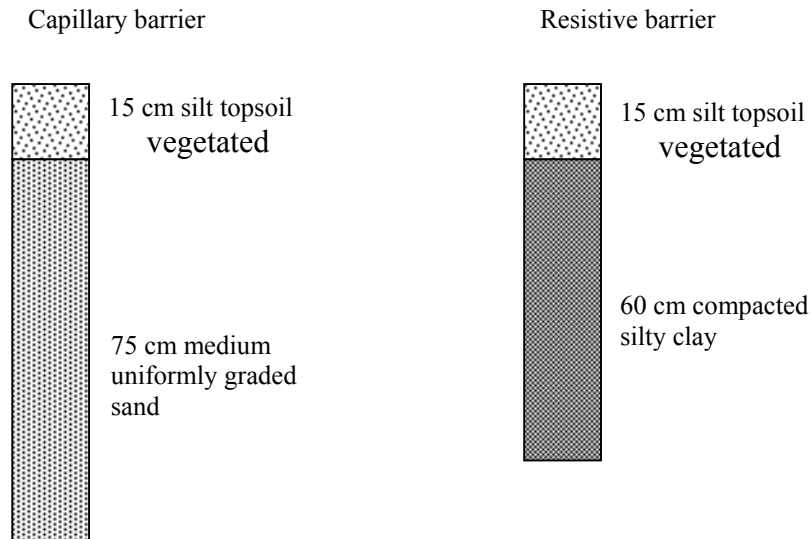 Capillary barrier
15 cm silt topsoil
vegetated
75 cm medium
uniformly graded
sand
Resistive barrier
15 cm silt topsoil
vegetated
60 cm compacted
silty clay